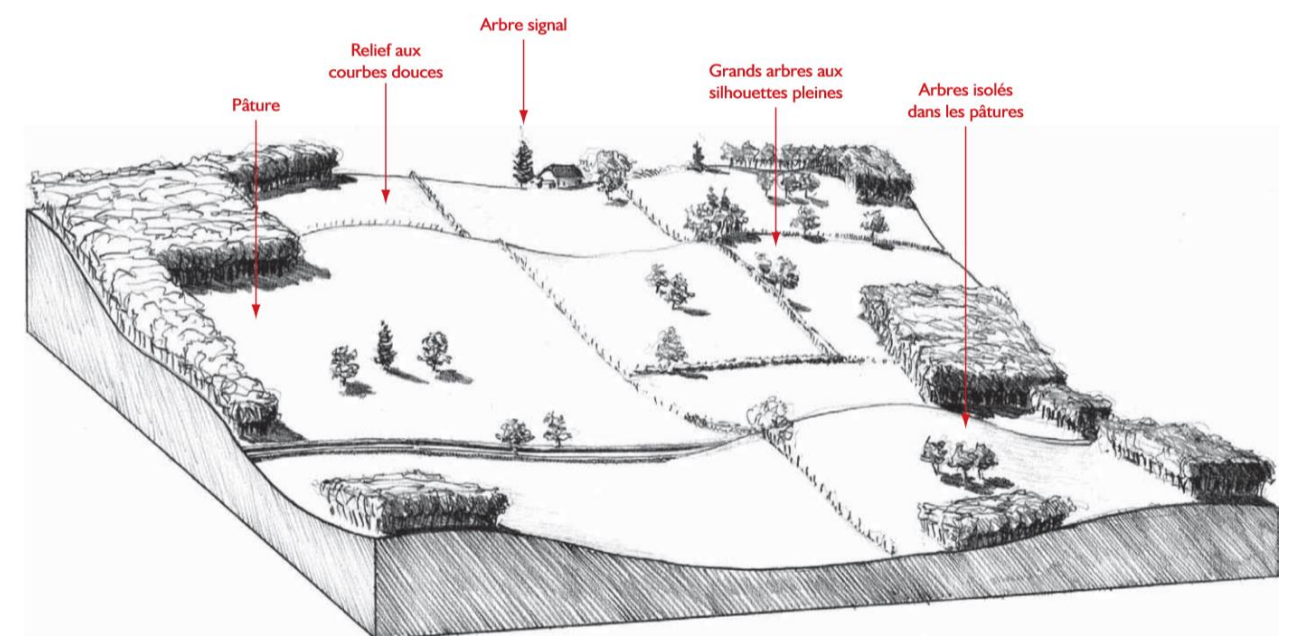 Arbre signal
Relief aux
courbes douces
Pâture
Grands arbres aux
silhouettes pleines
Arbres isolés
dans les pâtures